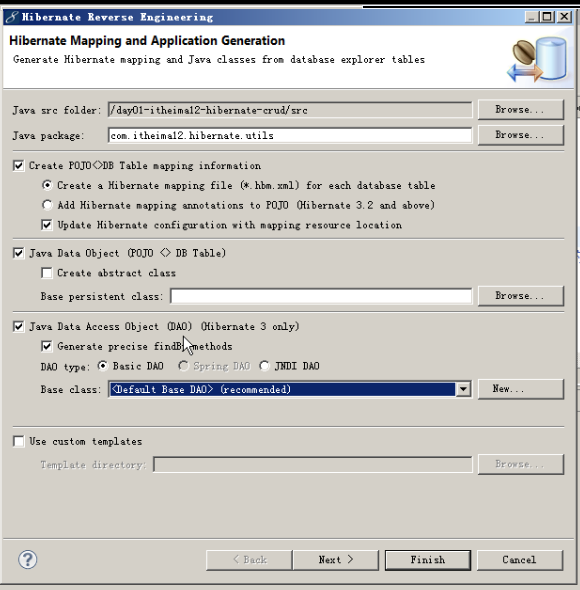 Hibernate Reverse Engineering
Hibernate Mapping and Application Generation
Generate Hibernate mapping and Java classes from database explorer tables
Java src folder: /day01-itheima12-hibernate-crud/src Browse...
Java package: com.itheima12.hibernate.utils Browse...
Create POJO<>DB Table mapping information
Create a Hibernate mapping file (*.hbm.xml) for each database table
Add Hibernate mapping annotations to POJO (Hibernate 3.2 and above)
Update Hibernate configuration with mapping resource location
Java Data Object (POJO <> DB Table)
Create abstract class
Base persistent class: Browse...
Java Data Access Object (DAO) (Hibernate 3 only)
Generate precise findBy methods
DAO type: Basic DAO Spring DAO JNDI DAO
Base class: <Default Base DAO> (recommended) New...
Use custom templates
Template directory: Browse...
? < Back Next > Finish Cancel